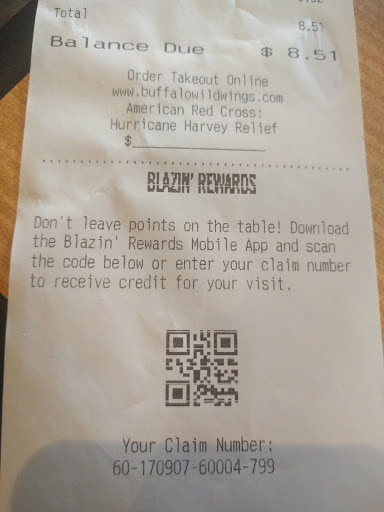 Total 8.51
Balance Due $ 8.51
Order Takeout Online
www.buffalowildwings.com
American Red Cross:
Hurricane Harvey Relief
$
BLAZIN' REWARDS
Don't leave points on the table! Download
the Blazin' Rewards Mobile App and scan
the code below or enter your claim number
to receive credit for your visit.
Your Claim Number:
60-170907-60004-799